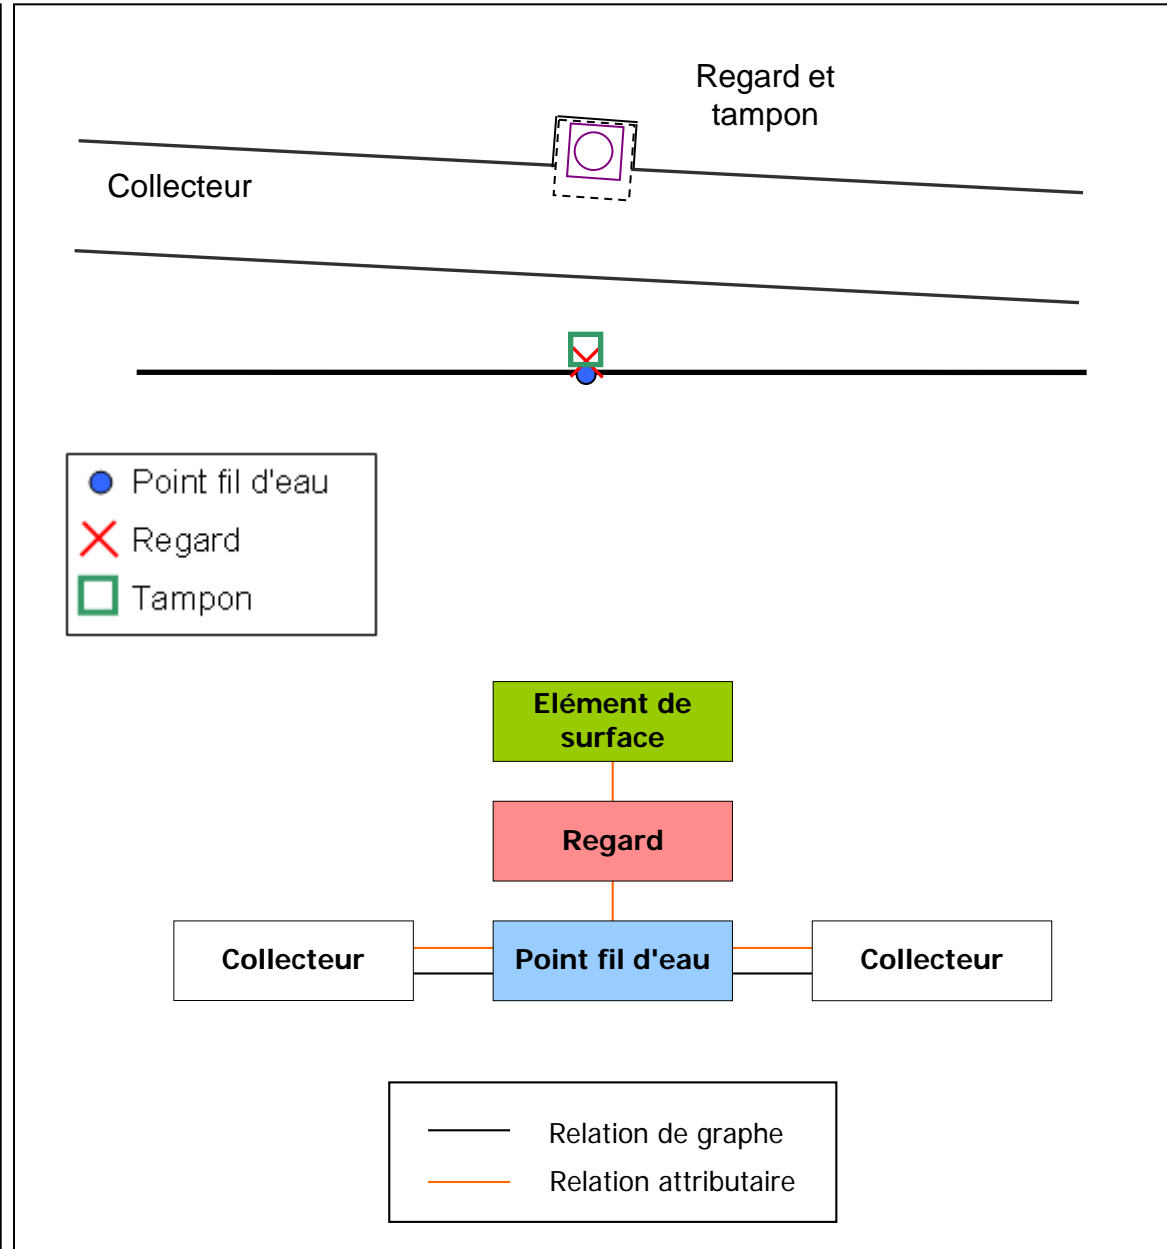 Regard et
tampon
Collecteur
Point fil d'eau
Regard
Tampon
Elément de
surface
Regard
Collecteur
Point fil d'eau
Collecteur
Relation de graphe
Relation attributaire